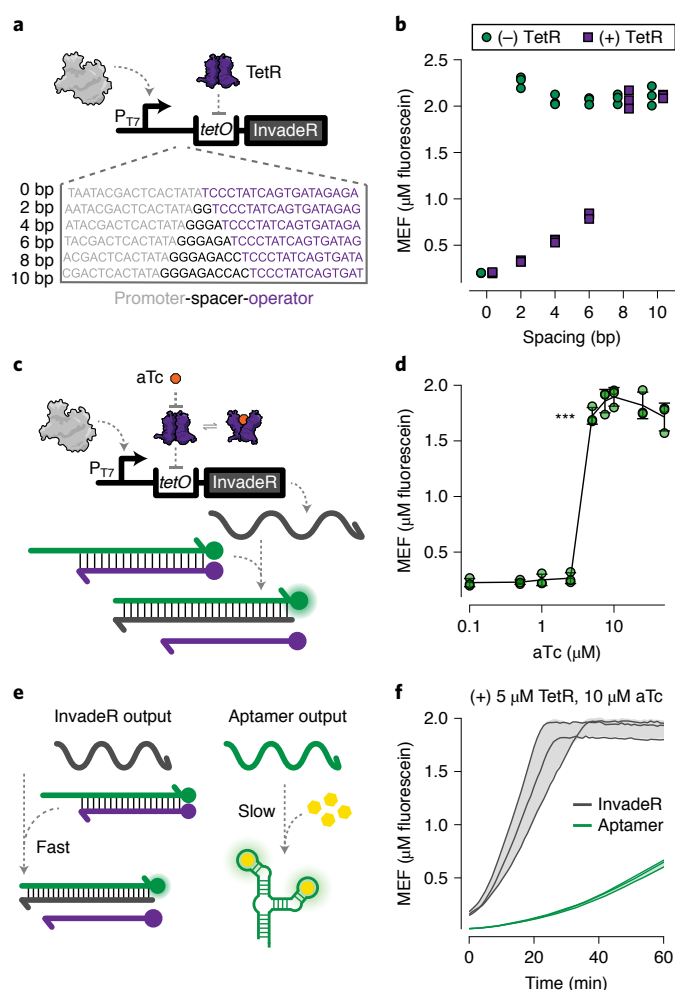 a
TetR
P T7
tetO
InvadeR
0 bp TAATACGACTCACTATATCCCTATCAGTGATAGAGA
2 bp AATACGACTCACTATAGGTCCCTATCAGTGATAGAG
4 bp ATACGACTCACTATAGGGATCCCTATCAGTGATAGA
6 bp TACGACTCACTATAGGGAGATCCCTATCAGTGATAG
8 bp ACGACTCACTATAGGGAGACCTCCCTATCAGTGATA
10 bp CGACTCACTATAGGGAGACCACTCCCTATCAGTGAT
Promoter-spacer-operator
b
(−) TetR (+) TetR
MEF (μM fluorescein)
2.5
2.0
1.5
1.0
0.5
0 2 4 6 8 10
Spacing (bp)
c
aTc
P T7
tetO
InvadeR
d
MEF (μM fluorescein)
2.0
1.5
1.0
0.5
***
0.1 1 10
aTc (μM)
e
InvadeR output
Aptamer output
Fast
Slow
f
(+) 5 μM TetR, 10 μM aTc
MEF (μM fluorescein)
2.0
1.5
1.0
0.5
InvadeR
Aptamer
0 20 40 60
Time (min)